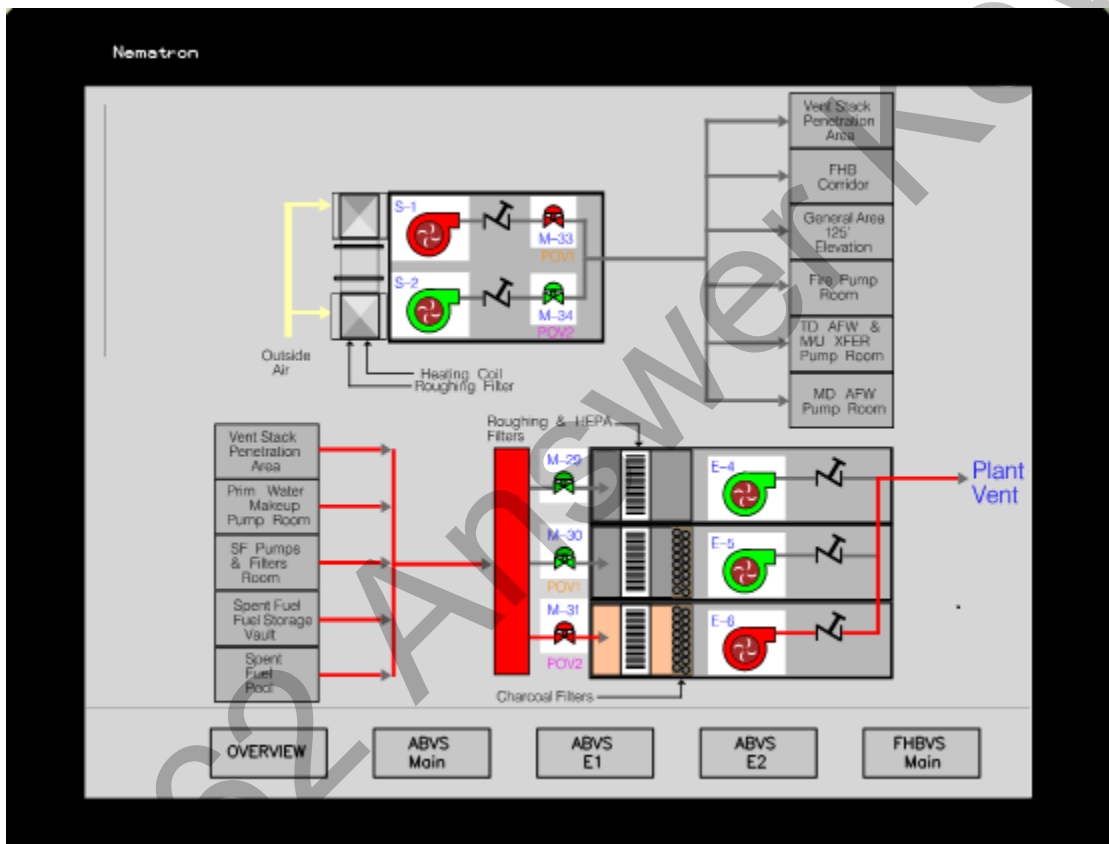 Nematron
Vent Stack
Penetration
Area
FHB
Corridor
General Area
125'
Elevation
Fire Pump
Room
TD AFW &
M/U XFER
Pump Room
MD AFW
Pump Room
S-1
M-33
POV1
S-2
M-34
POV2
Outside
Air
Heating Coil
Roughing Filter
Roughing & HEPA
Filters
Vent Stack
Penetration
Area
Prim Water
Makeup
Pump Room
SF Pumps
& Filters
Room
Spent Fuel
Fuel Storage
Vault
Spent
Fuel
Pool
M-29
M-30
POV1
M-31
POV2
E-4
E-5
E-6
Plant
Vent
Charcoal Filters
OVERVIEW
ABVS
Main
ABVS
E1
ABVS
E2
FHBVS
Main
62 Answer